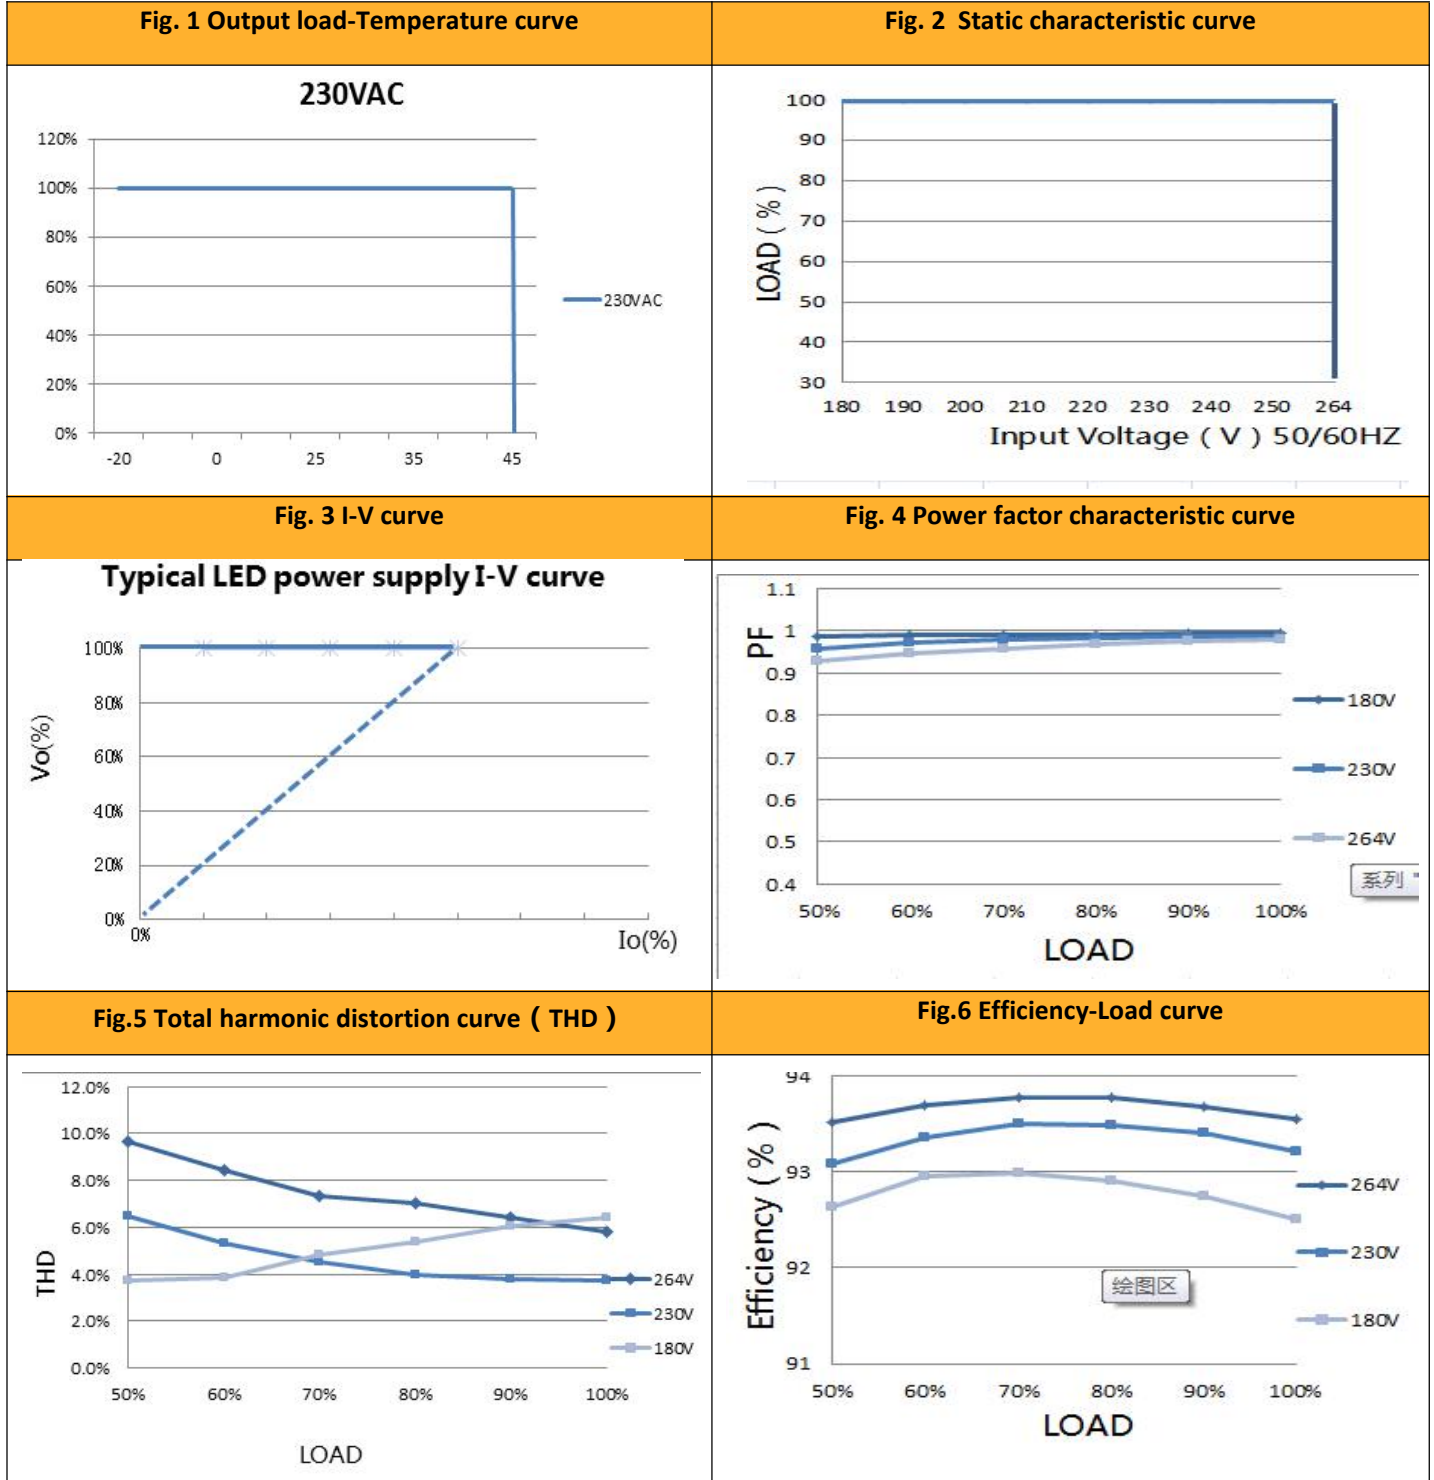 Fig. 1 Output load-Temperature curve
230VAC
120%
100%
80%
60%
40%
20%
0%
-20 0 25 35 45
230VAC
Fig. 2 Static characteristic curve
LOAD ( % )
100
90
80
70
60
50
40
30
180 190 200 210 220 230 240 250 264
Input Voltage ( V ) 50/60HZ
Fig. 3 I-V curve
Typical LED power supply I-V curve
Vo(%)
100%
80%
60%
40%
20%
0%
0%
Io(%)
Fig. 4 Power factor characteristic curve
PF
1.1
1
0.9
0.8
0.7
0.6
0.5
0.4
50% 60% 70% 80% 90% 100%
LOAD
180V
230V
264V
系列
Fig.5 Total harmonic distortion curve ( THD )
THD
12.0%
10.0%
8.0%
6.0%
4.0%
2.0%
0.0%
50% 60% 70% 80% 90% 100%
LOAD
264V
230V
180V
Fig.6 Efficiency-Load curve
Efficiency ( % )
94
93
92
91
50% 60% 70% 80% 90% 100%
LOAD
264V
230V
180V
绘图区